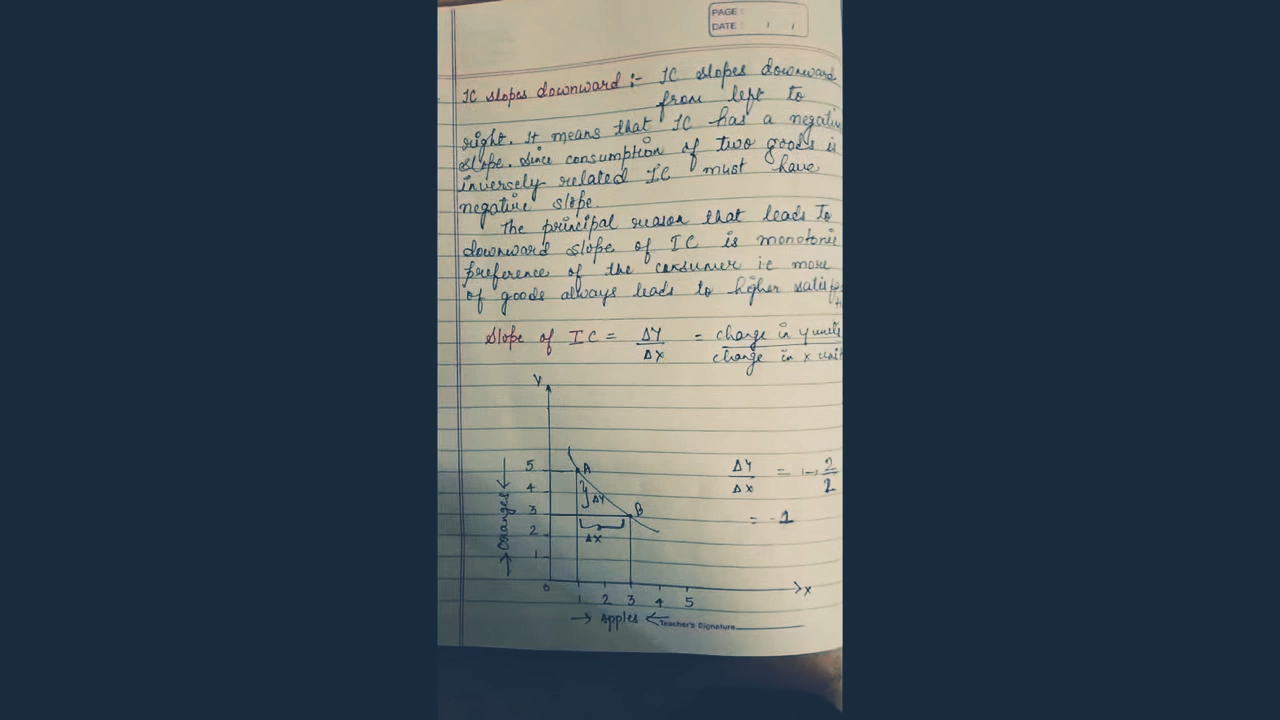 PAGE :
DATE : / /
IC slopes downward :- IC slopes downward
from left to
right. It means that IC has a negativ
slope. Since consumption of two goods is
inversely related IC must have
negative slope.
The principal reason that leads to
downward slope of IC is monotonic
preference of the consumer ie more
of goods always leads to higher satisfa
Slope of IC = ΔY/ΔX = change in y units/change in x unit
Y
5
4
3
2
1
0
A
ΔY
B
ΔX
Oranges
1 2 3 4 5
X
→ Apples ←
ΔY/ΔX = - 2/2
= -1
Teacher's Signature